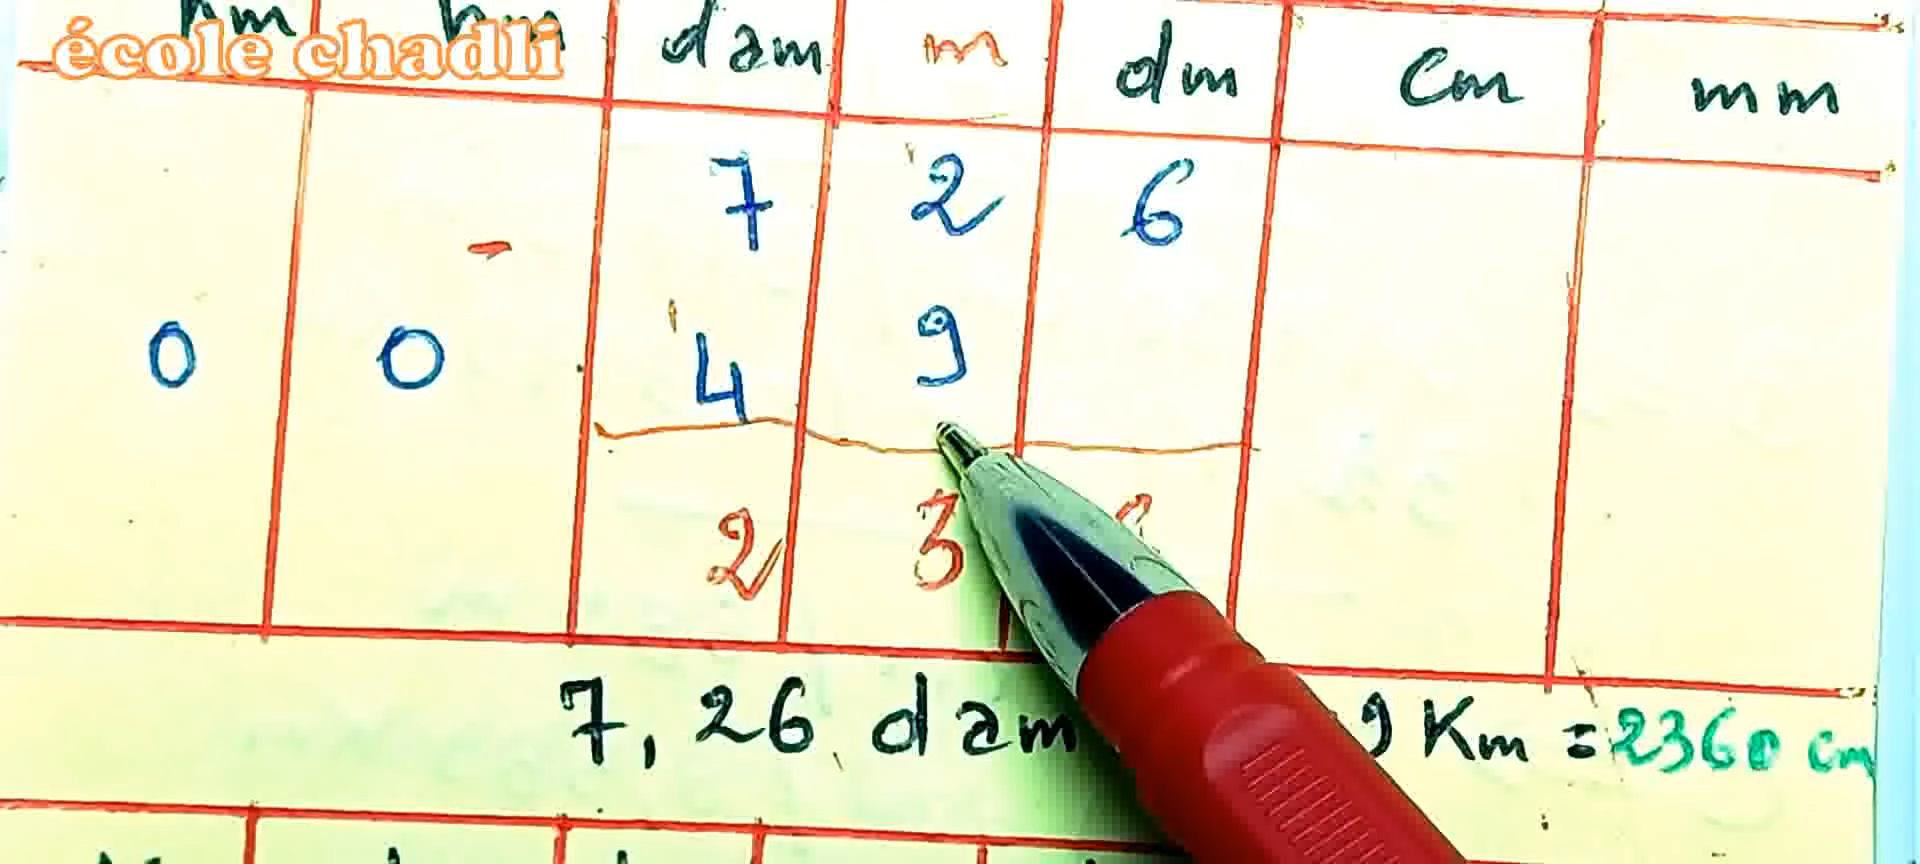 école chadli
dam m dm cm mm
7 2 6
-
0 0 4 9
2 3
7,26 dam 9 Km = 2360 cm